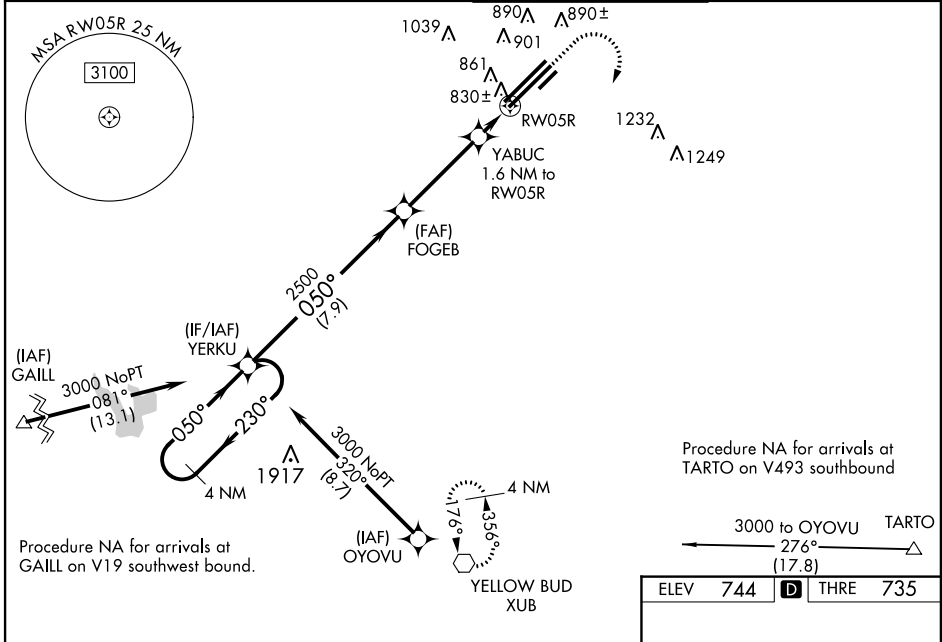 MSA RW05R 25 NM
3100
1039
890
890±
901
861
830±
RW05R
1232
1249
YABUC
1.6 NM to
RW05R
(FAF)
FOGEB
2500
050°
(7.9)
(IF/IAF)
YERKU
(IAF)
GAILL
3000 NoPT
081°
(13.1)
050°
230°
4 NM
1917
3000 NoPT
320°
(8.7)
(IAF)
OYOVU
4 NM
176°
356°
YELLOW BUD
XUB
Procedure NA for arrivals at
TARTO on V493 southbound
3000 to OYOVU
TARTO
276°
(17.8)
Procedure NA for arrivals at
GAILL on V19 southwest bound.
ELEV 744 D THRE 735